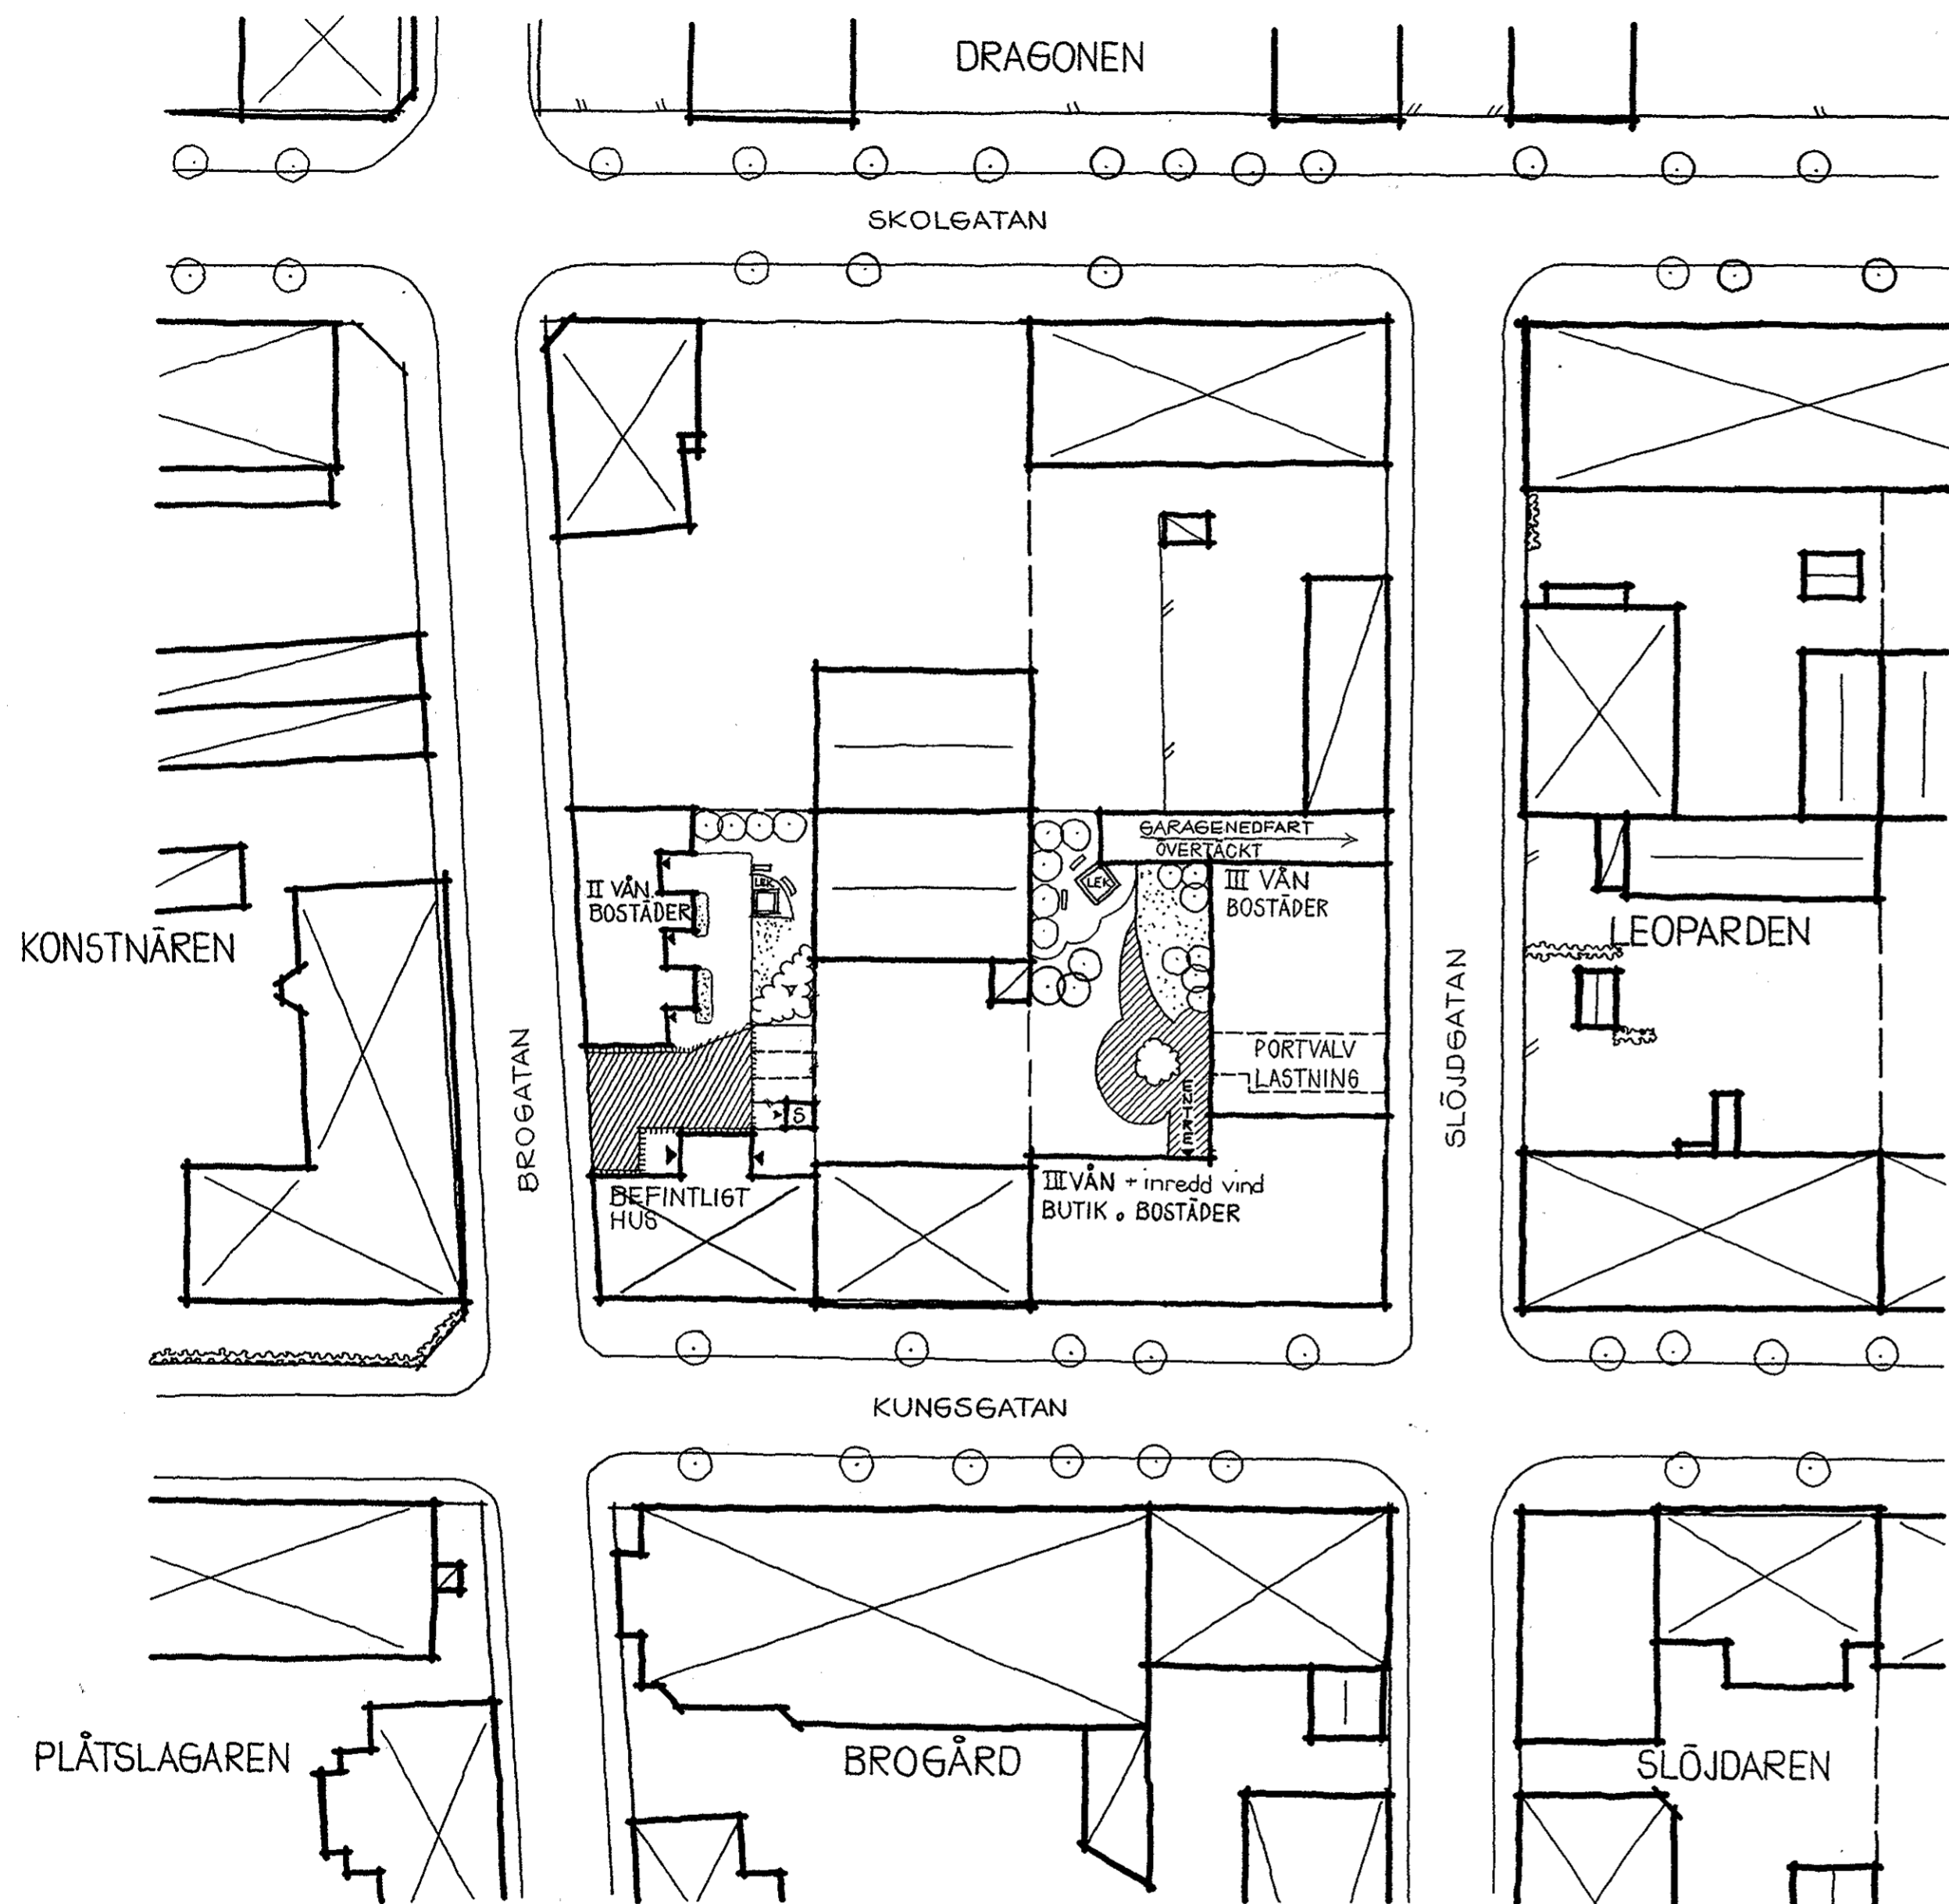 DRAGONEN
SKOLGATAN
GARAGENEDFART
ÖVERTÄCKT
II VÅN.
BOSTÄDER
LEK
LEK
III VÅN
BOSTÄDER
KONSTNÄREN
LEOPARDEN
BROGATAN
SLÖJDGATAN
PORTVALV
LASTNING
ENTRE
S
BEFINTLIGT
HUS
III VÅN + inredd vind
BUTIK o BOSTÄDER
KUNGSGATAN
PLÅTSLAGAREN
BROGÅRD
SLÖJDAREN